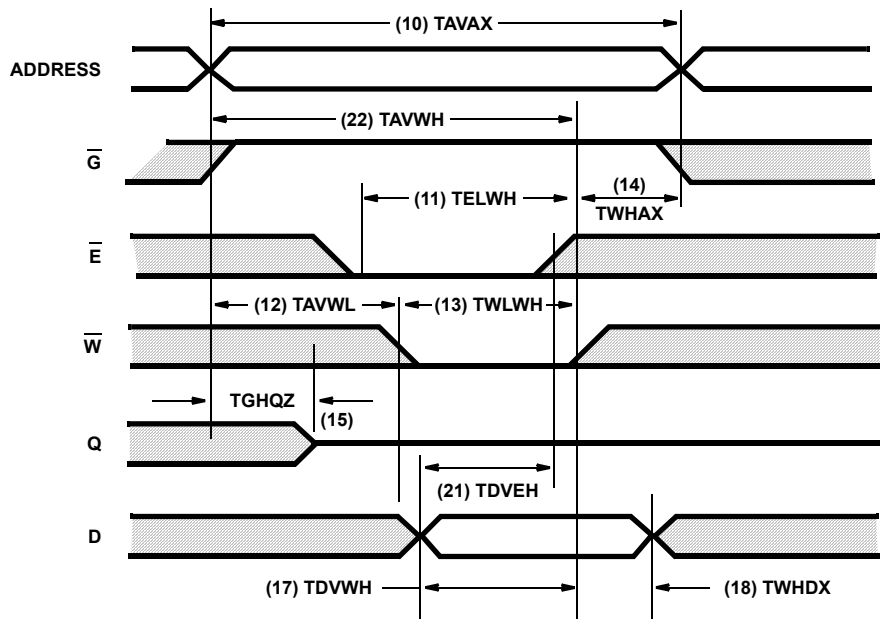 (10) TAVAX
ADDRESS
(22) TAVWH
G̅
(11) TELWH
(14)
TWHAX
E̅
(12) TAVWL
(13) TWLWH
W̅
TGHQZ
(15)
Q
(21) TDVEH
D
(17) TDVWH
(18) TWHDX